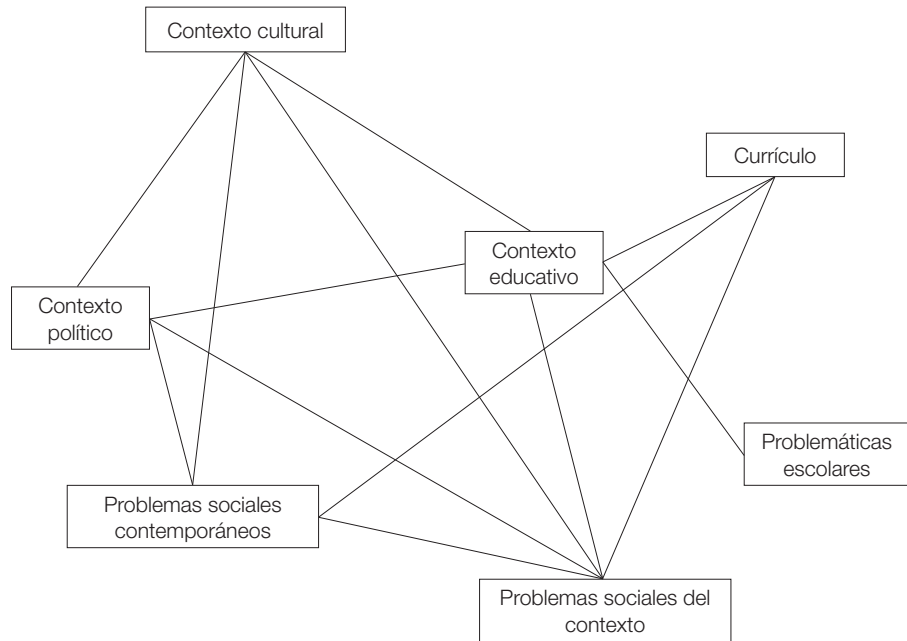 Contexto cultural
Currículo
Contexto
educativo
Contexto
político
Problemáticas
escolares
Problemas sociales
contemporáneos
Problemas sociales del
contexto